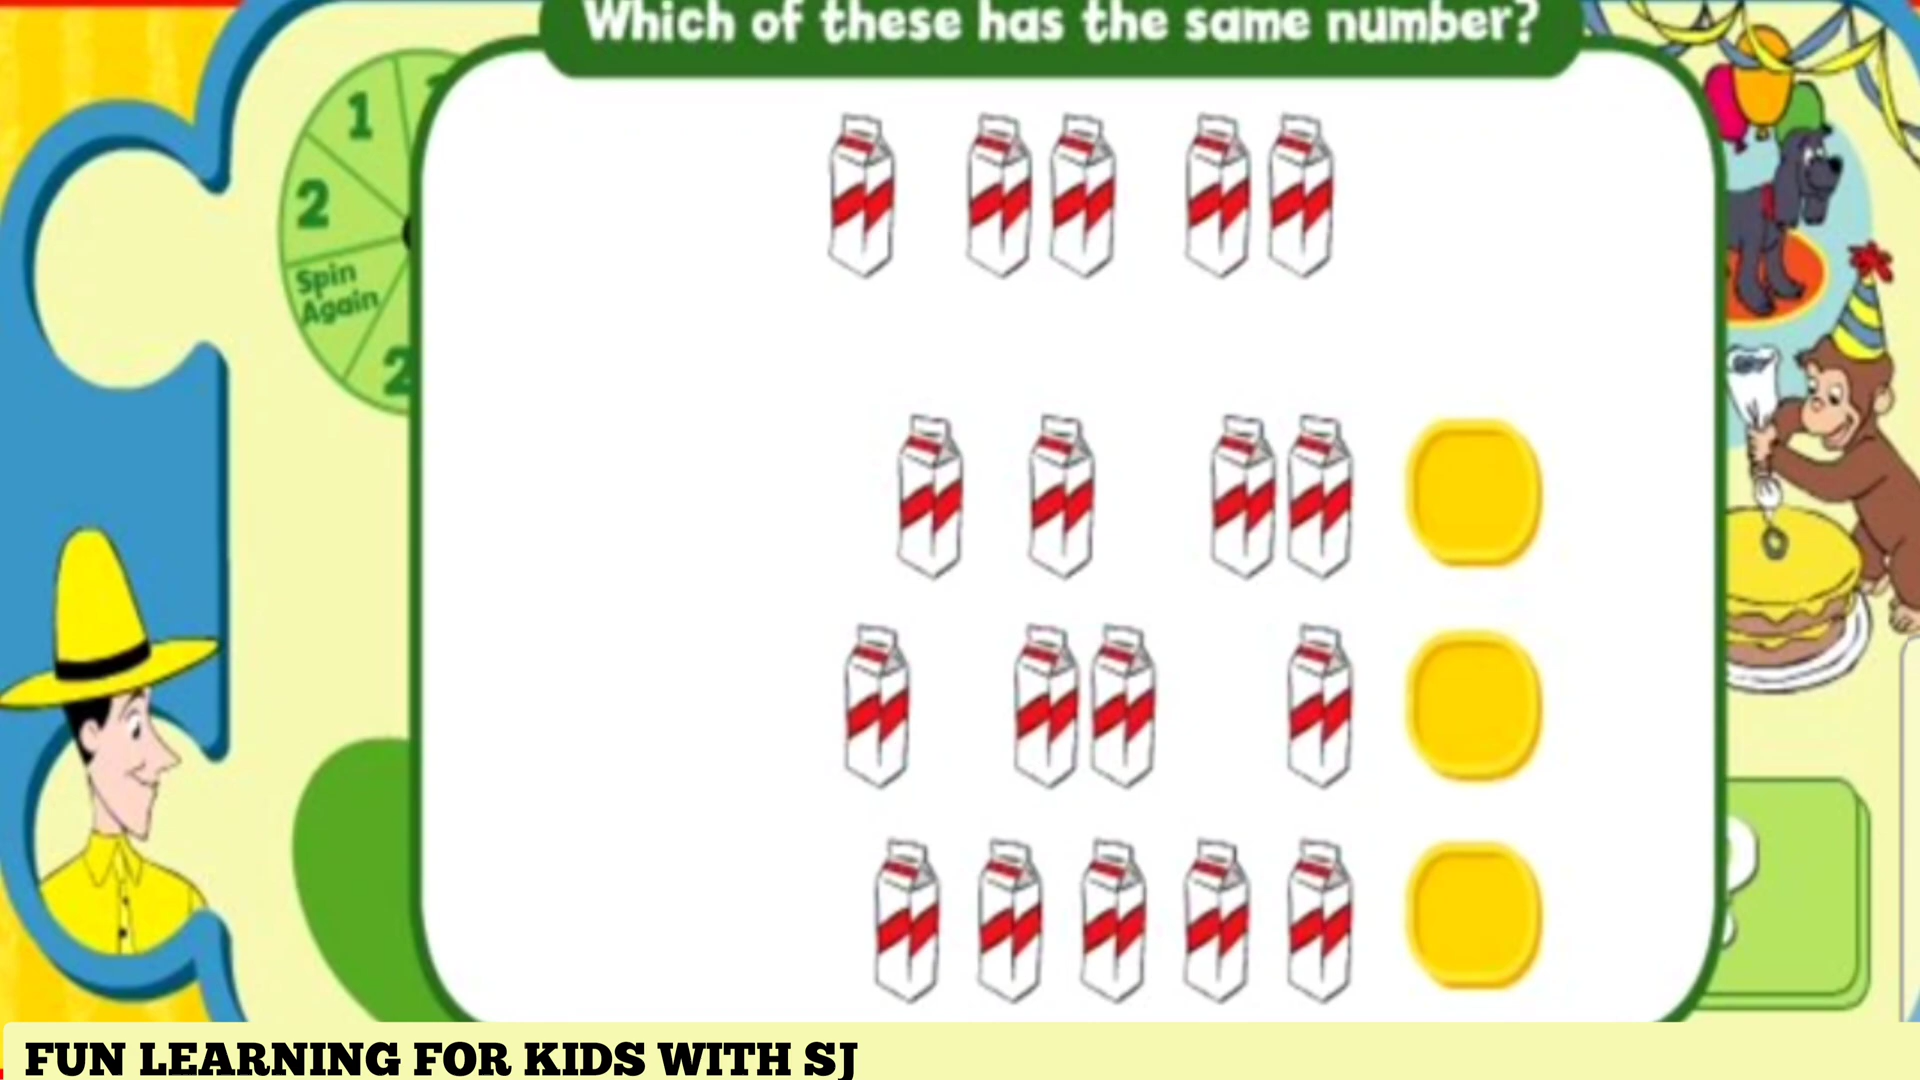 Which of these has the same number?
1
2
Spin
Again
2
FUN LEARNING FOR KIDS WITH SJ